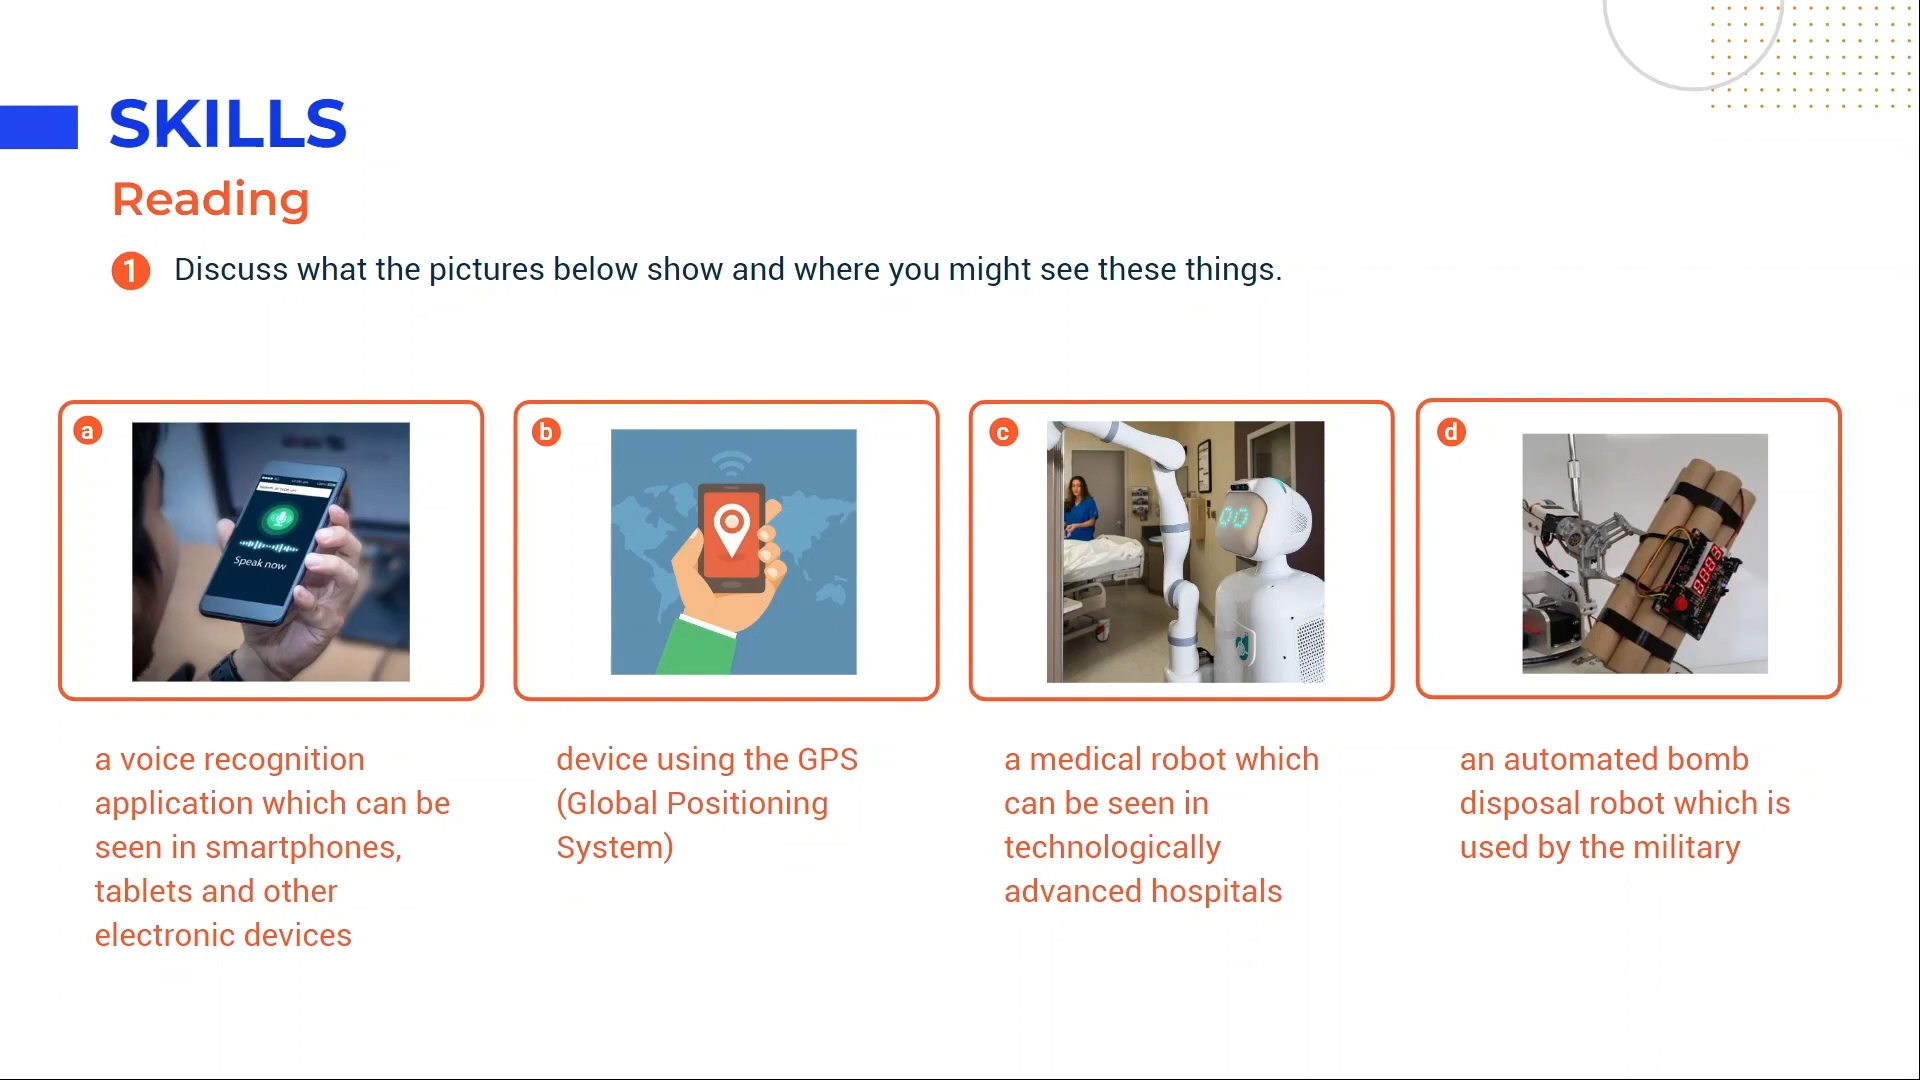 SKILLS
Reading
1 Discuss what the pictures below show and where you might see these things.
a
Speak now
b
c
d
a voice recognition
application which can be
seen in smartphones,
tablets and other
electronic devices
device using the GPS
(Global Positioning
System)
a medical robot which
can be seen in
technologically
advanced hospitals
an automated bomb
disposal robot which is
used by the military